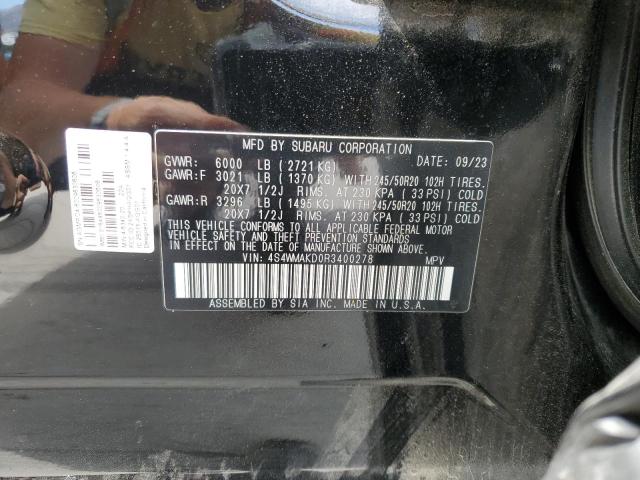 MFD BY SUBARU CORPORATION
GVWR: 6000 LB (2721 KG) DATE: 09/23
GAWR:F 3021 LB (1370 KG) WITH 245/50R20 102H TIRES.
20X7 1/2J RIMS. AT 230 KPA (33 PSI) COLD
GAWR:R 3296 LB (1495 KG) WITH 245/50R20 102H TIRES.
20X7 1/2J RIMS. AT 230 KPA (33 PSI) COLD
THIS VEHICLE CONFORMS TO ALL APPLICABLE FEDERAL MOTOR
VEHICLE SAFETY AND THEFT PREVENTION STANDARDS
IN EFFECT ON THE DATE OF MANUFACTURE SHOWN ABOVE.
VIN: 4S4WMAKD0R3400278 MPV
ASSEMBLED BY SIA INC. MADE IN U.S.A.